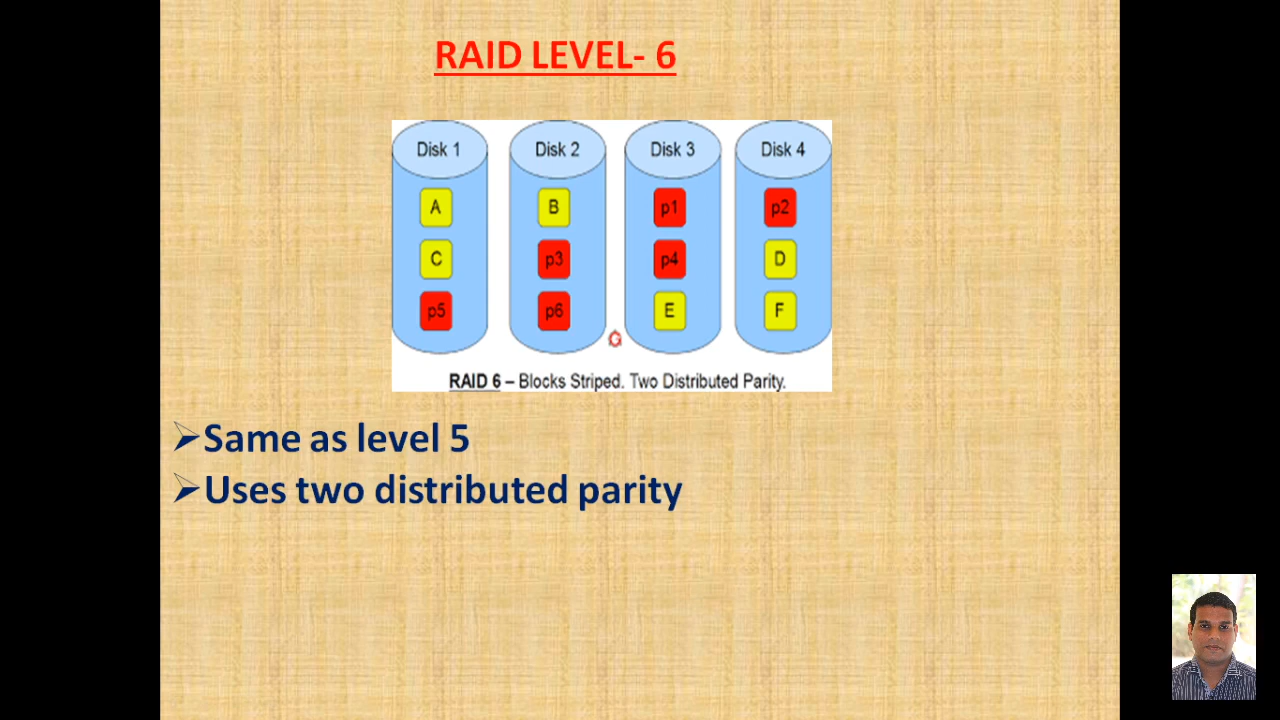 RAID LEVEL- 6
Disk 1 Disk 2 Disk 3 Disk 4
A B p1 p2
C p3 p4 D
p5 p6 E F
RAID 6 – Blocks Striped. Two Distributed Parity.
➢Same as level 5
➢Uses two distributed parity